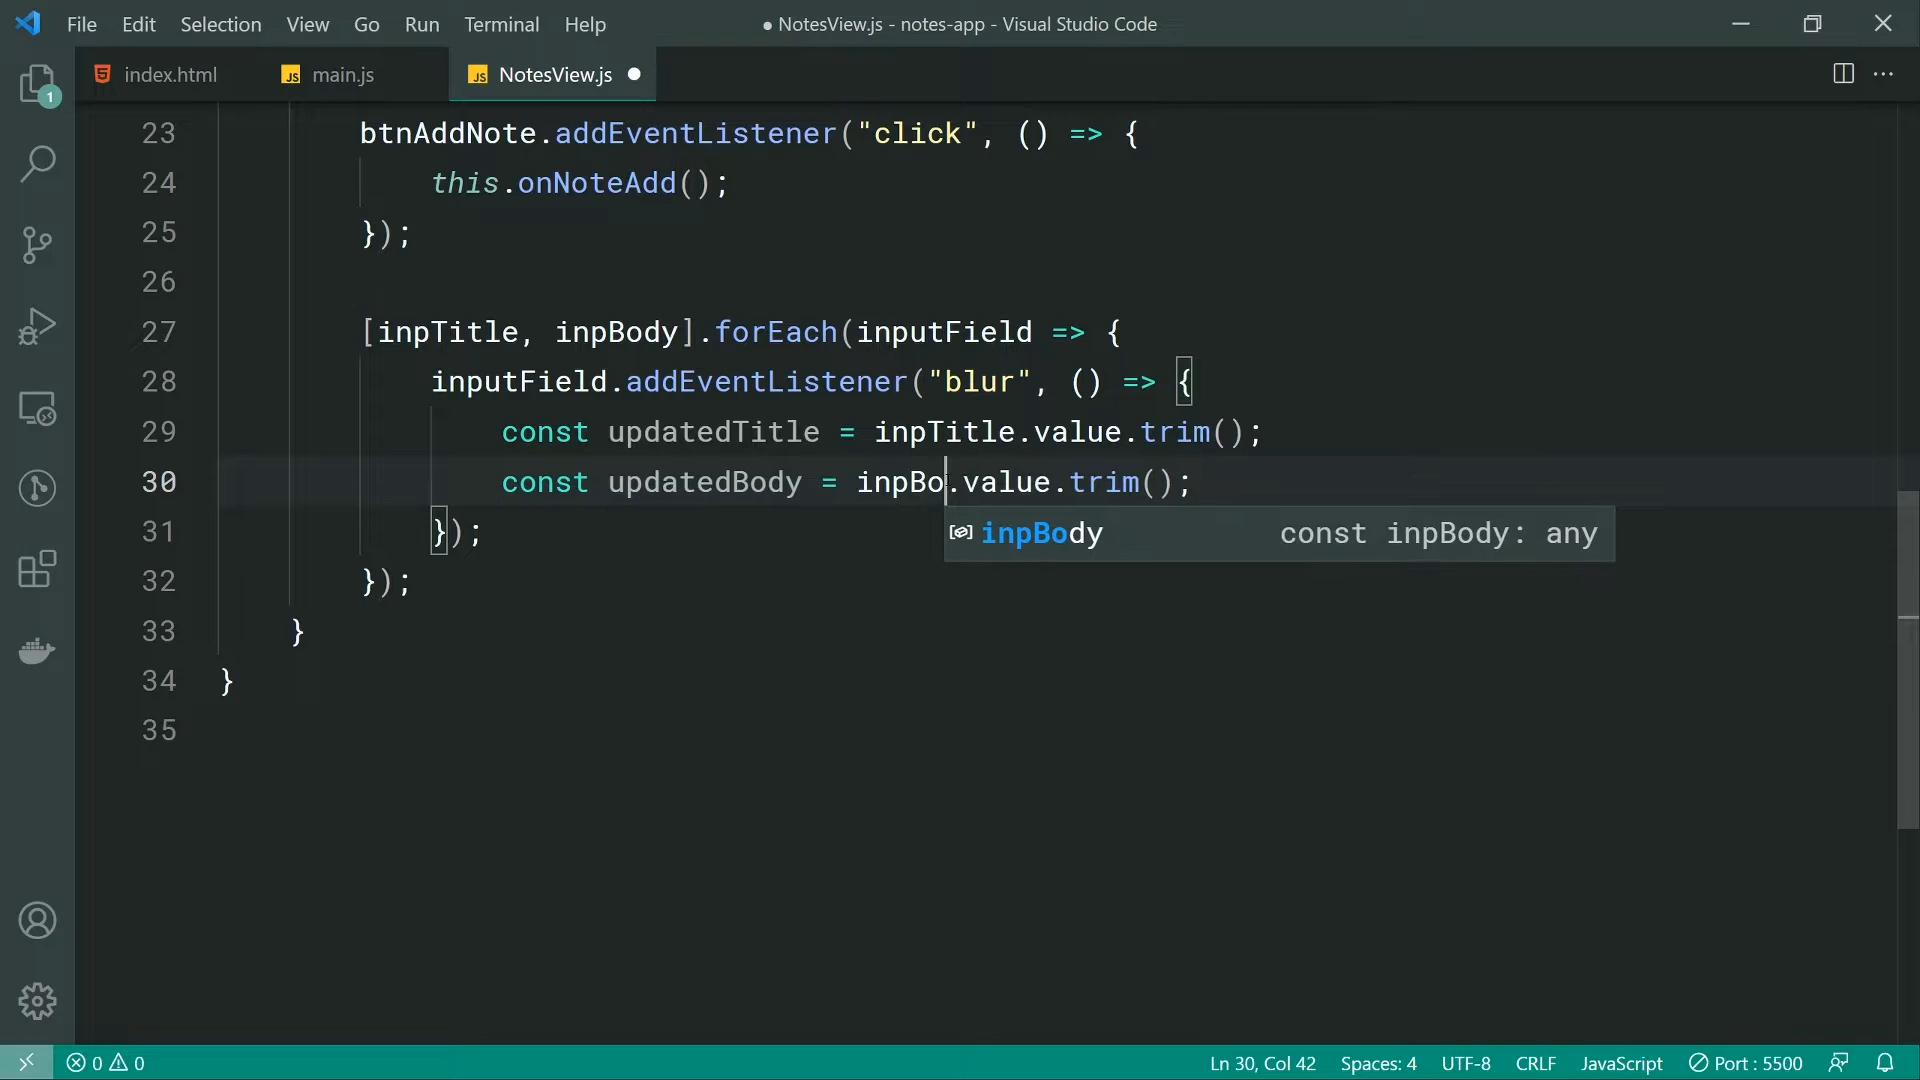 File Edit Selection View Go Run Terminal Help ● NotesView.js - notes-app - Visual Studio Code
index.html JS main.js JS NotesView.js
23 btnAddNote.addEventListener("click", () => {
24 this.onNoteAdd();
25 });
26
27 [inpTitle, inpBody].forEach(inputField => {
28 inputField.addEventListener("blur", () => {
29 const updatedTitle = inpTitle.value.trim();
30 const updatedBody = inpBo.value.trim();
31 });
inpBody const inpBody: any
32 });
33 }
34 }
35
1
0 0 Ln 30, Col 42 Spaces: 4 UTF-8 CRLF JavaScript Port : 5500